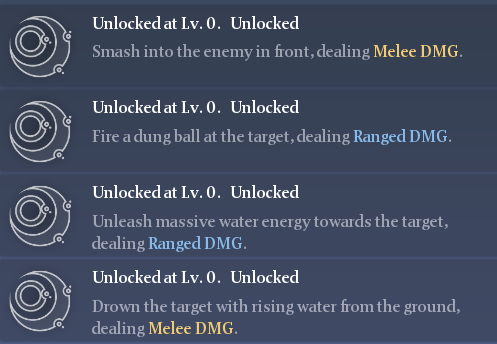 Unlocked at Lv. 0. Unlocked
Smash into the enemy in front, dealing Melee DMG.
Unlocked at Lv. 0. Unlocked
Fire a dung ball at the target, dealing Ranged DMG.
Unlocked at Lv. 0. Unlocked
Unleash massive water energy towards the target,
dealing Ranged DMG.
Unlocked at Lv. 0. Unlocked
Drown the target with rising water from the ground,
dealing Melee DMG.